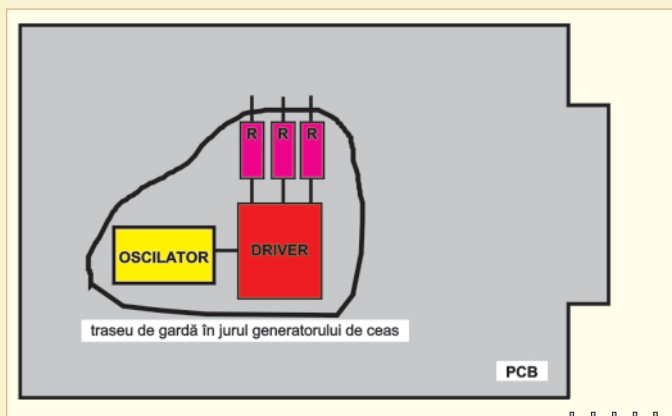 R R R
OSCILATOR
DRIVER
traseu de gardă în jurul generatorului de ceas
PCB